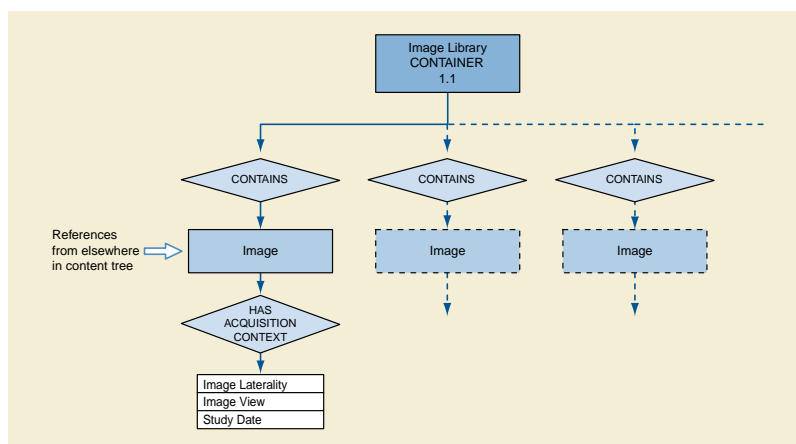 Image Library
CONTAINER
1.1
CONTAINS
CONTAINS
CONTAINS
References
from elsewhere
in content tree
Image
Image
Image
HAS
ACQUISITION
CONTEXT
Image Laterality
Image View
Study Date